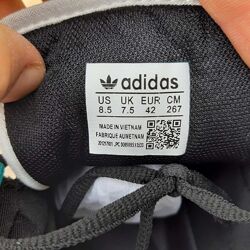 adidas
US UK EUR CM
8.5 7.5 42 267
MADE IN VIETNAM
FABRIQUE AU VIETNAM